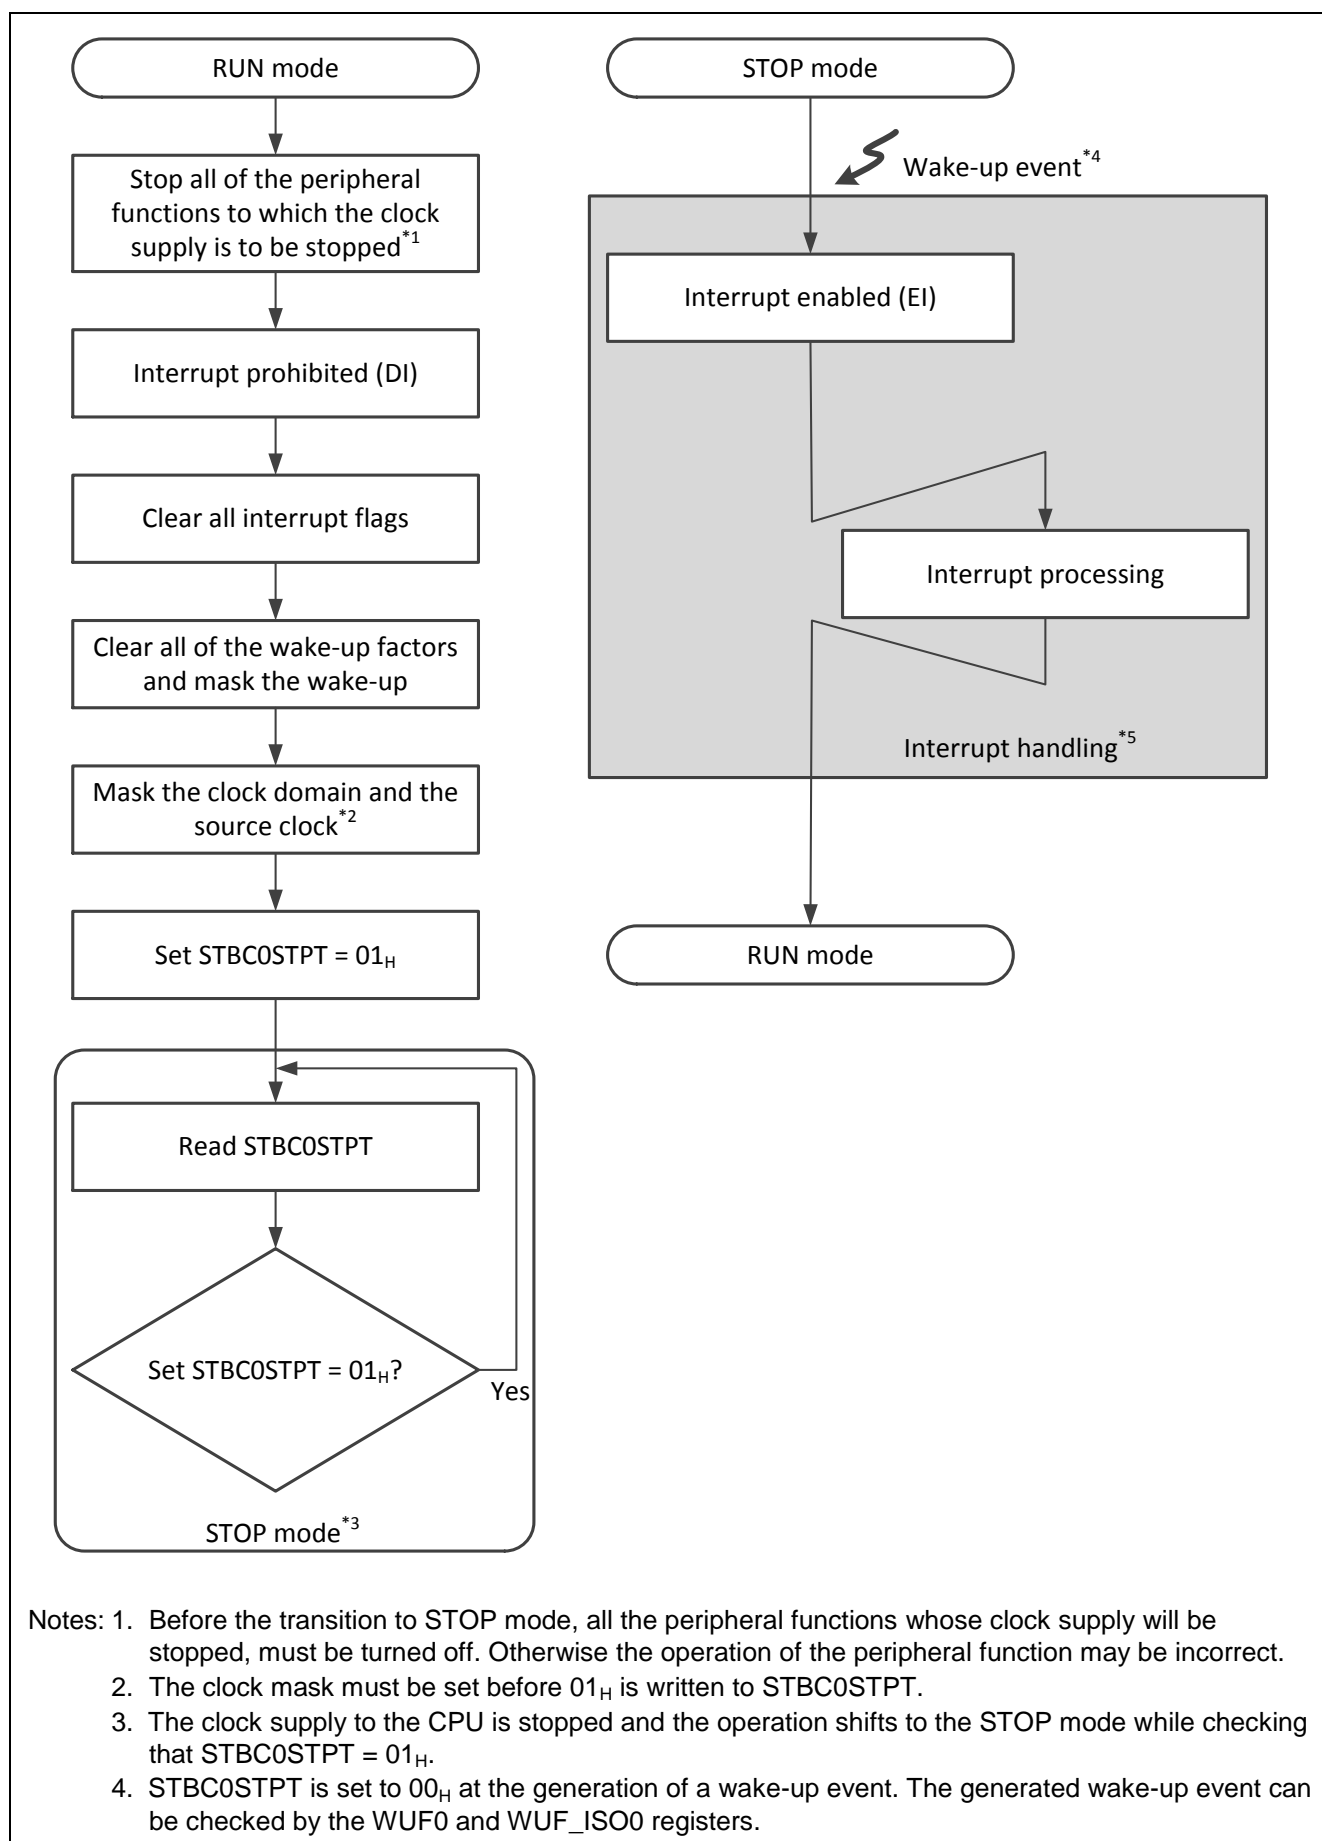 RUN mode
Stop all of the peripheral
functions to which the clock
supply is to be stopped*1
Interrupt prohibited (DI)
Clear all interrupt flags
Clear all of the wake-up factors
and mask the wake-up
Mask the clock domain and the
source clock*2
Set STBC0STPT = 01H
Read STBC0STPT
Set STBC0STPT = 01H?
Yes
STOP mode*3
STOP mode
Wake-up event*4
Interrupt enabled (EI)
Interrupt processing
Interrupt handling*5
RUN mode
Notes: 1. Before the transition to STOP mode, all the peripheral functions whose clock supply will be
stopped, must be turned off. Otherwise the operation of the peripheral function may be incorrect.
2. The clock mask must be set before 01H is written to STBC0STPT.
3. The clock supply to the CPU is stopped and the operation shifts to the STOP mode while checking
that STBC0STPT = 01H.
4. STBC0STPT is set to 00H at the generation of a wake-up event. The generated wake-up event can
be checked by the WUF0 and WUF_ISO0 registers.